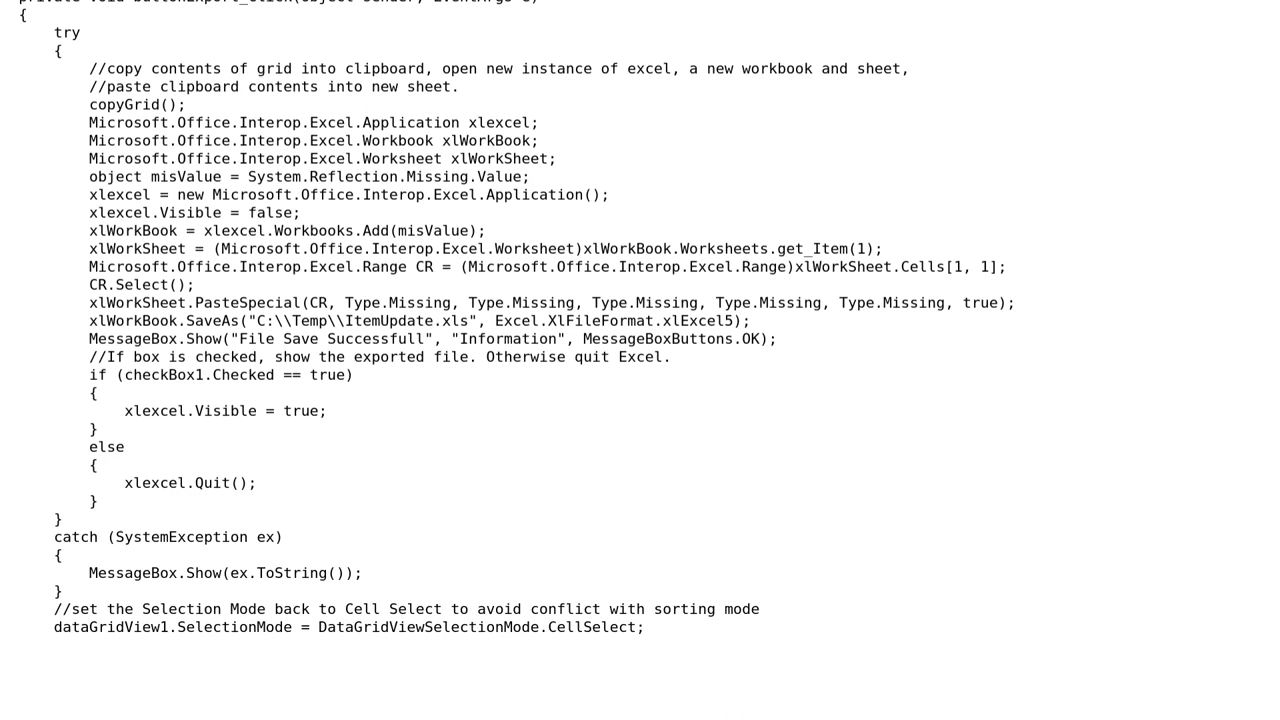 private void buttonExport_Click(object sender, EventArgs e)
{
    try
    {
        //copy contents of grid into clipboard, open new instance of excel, a new workbook and sheet,
        //paste clipboard contents into new sheet.
        copyGrid();
        Microsoft.Office.Interop.Excel.Application xlexcel;
        Microsoft.Office.Interop.Excel.Workbook xlWorkBook;
        Microsoft.Office.Interop.Excel.Worksheet xlWorkSheet;
        object misValue = System.Reflection.Missing.Value;
        xlexcel = new Microsoft.Office.Interop.Excel.Application();
        xlexcel.Visible = false;
        xlWorkBook = xlexcel.Workbooks.Add(misValue);
        xlWorkSheet = (Microsoft.Office.Interop.Excel.Worksheet)xlWorkBook.Worksheets.get_Item(1);
        Microsoft.Office.Interop.Excel.Range CR = (Microsoft.Office.Interop.Excel.Range)xlWorkSheet.Cells[1, 1];
        CR.Select();
        xlWorkSheet.PasteSpecial(CR, Type.Missing, Type.Missing, Type.Missing, Type.Missing, Type.Missing, true);
        xlWorkBook.SaveAs("C:\\Temp\\ItemUpdate.xls", Excel.XlFileFormat.xlExcel5);
        MessageBox.Show("File Save Successfull", "Information", MessageBoxButtons.OK);
        //If box is checked, show the exported file. Otherwise quit Excel.
        if (checkBox1.Checked == true)
        {
            xlexcel.Visible = true;
        }
        else
        {
            xlexcel.Quit();
        }
    }
    catch (SystemException ex)
    {
        MessageBox.Show(ex.ToString());
    }
    //set the Selection Mode back to Cell Select to avoid conflict with sorting mode
    dataGridView1.SelectionMode = DataGridViewSelectionMode.CellSelect;